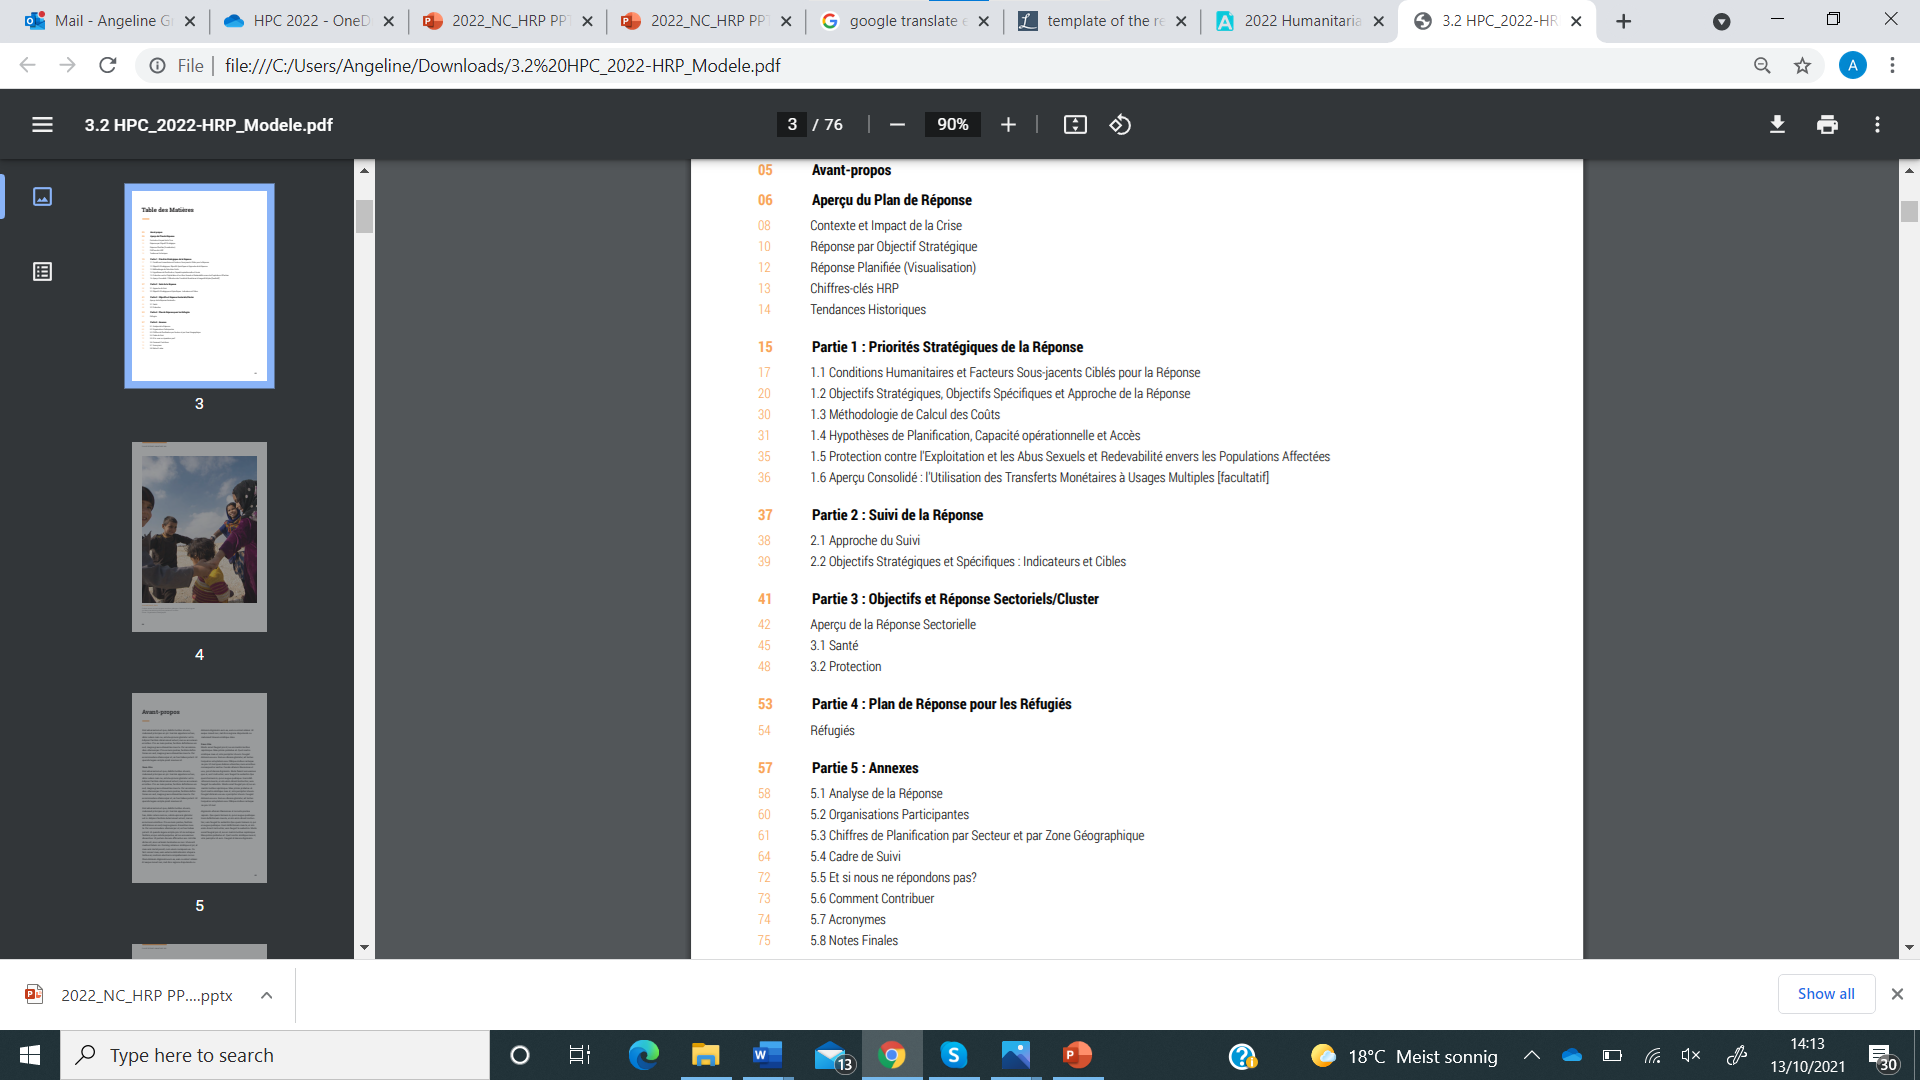 Mail - Angeline G
HPC 2022 - OneD
2022_NC_HRP PPT
2022_NC_HRP PPT
google translate e
template of the re
2022 Humanitaria
3.2 HPC_2022-HR
File
file:///C:/Users/Angeline/Downloads/3.2%20HPC_2022-HRP_Modele.pdf
A
3.2 HPC_2022-HRP_Modele.pdf
3 / 76
90%
Table des Matières
3
4
Avant-propos
5
05 Avant-propos
06 Aperçu du Plan de Réponse
08 Contexte et Impact de la Crise
10 Réponse par Objectif Stratégique
12 Réponse Planifiée (Visualisation)
13 Chiffres-clés HRP
14 Tendances Historiques
15 Partie 1 : Priorités Stratégiques de la Réponse
17 1.1 Conditions Humanitaires et Facteurs Sous-jacents Ciblés pour la Réponse
20 1.2 Objectifs Stratégiques, Objectifs Spécifiques et Approche de la Réponse
30 1.3 Méthodologie de Calcul des Coûts
31 1.4 Hypothèses de Planification, Capacité opérationnelle et Accès
35 1.5 Protection contre l'Exploitation et les Abus Sexuels et Redevabilité envers les Populations Affectées
36 1.6 Aperçu Consolidé : l'Utilisation des Transferts Monétaires à Usages Multiples [facultatif]
37 Partie 2 : Suivi de la Réponse
38 2.1 Approche du Suivi
39 2.2 Objectifs Stratégiques et Spécifiques : Indicateurs et Cibles
41 Partie 3 : Objectifs et Réponse Sectoriels/Cluster
42 Aperçu de la Réponse Sectorielle
45 3.1 Santé
48 3.2 Protection
53 Partie 4 : Plan de Réponse pour les Réfugiés
54 Réfugiés
57 Partie 5 : Annexes
58 5.1 Analyse de la Réponse
60 5.2 Organisations Participantes
61 5.3 Chiffres de Planification par Secteur et par Zone Géographique
64 5.4 Cadre de Suivi
72 5.5 Et si nous ne répondons pas?
73 5.6 Comment Contribuer
74 5.7 Acronymes
75 5.8 Notes Finales
2022_NC_HRP PP....pptx
Show all
Type here to search
13
18°C Meist sonnig
14:13
13/10/2021
30